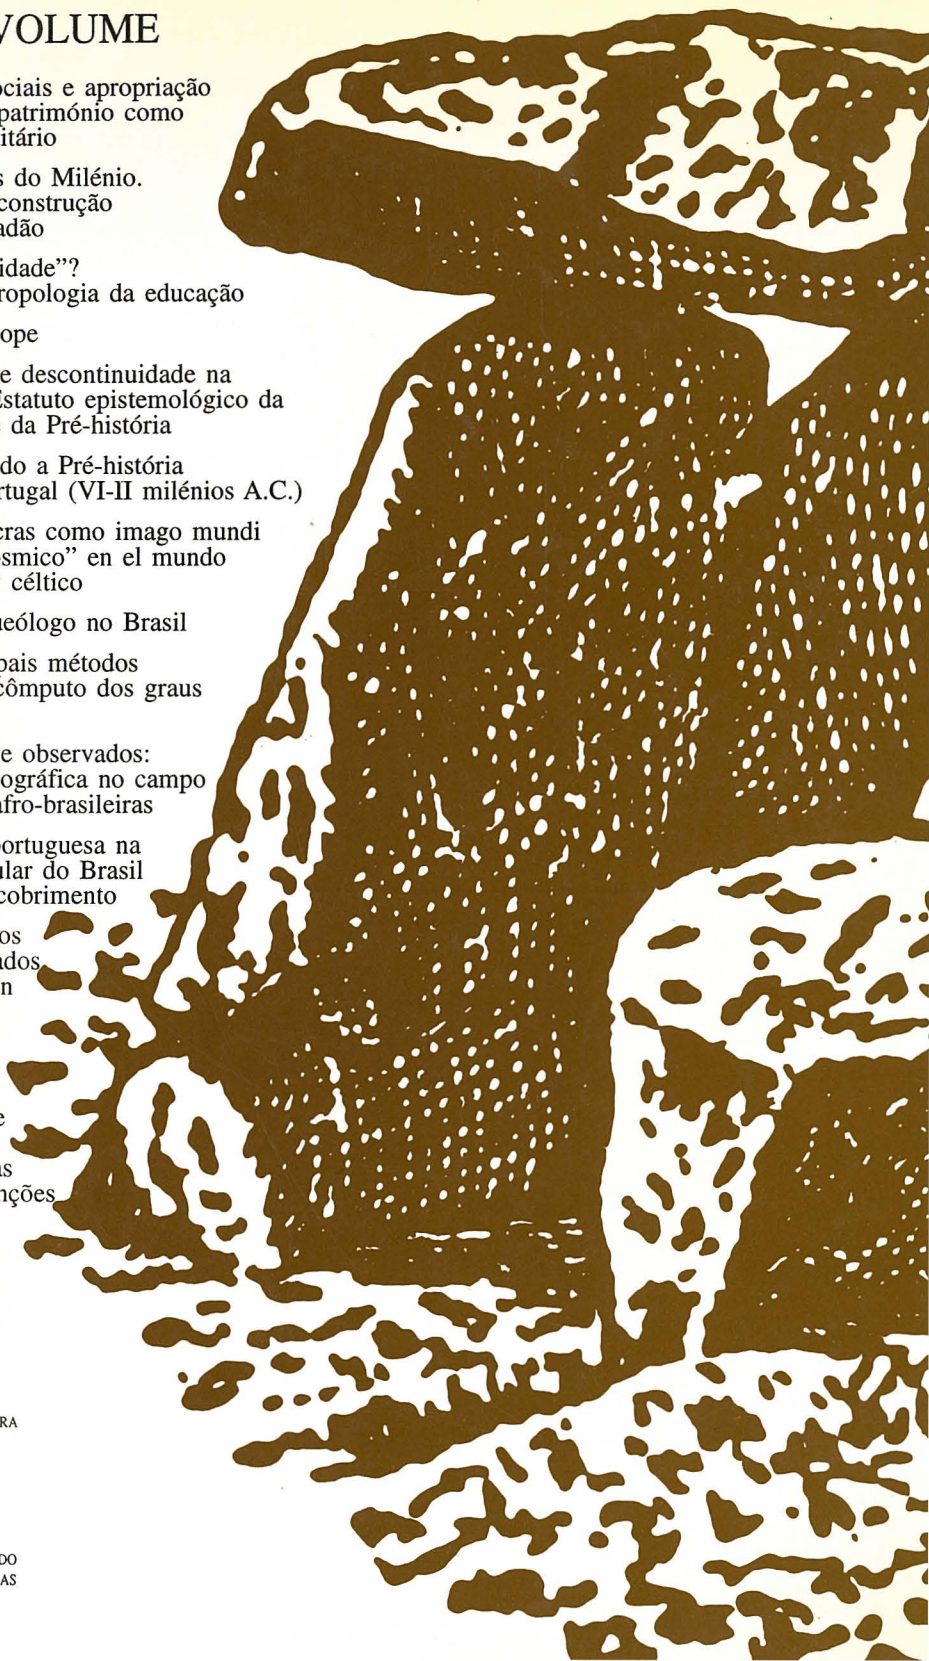 VOLUME
ociais e apropriação
património como
itário
s do Milénio.
construção
adão
idade”?
ropologia da educação
ope
e descontinuidade na
Estatuto epistemológico da
da Pré-história
do a Pré-história
rtugal (VI-II milénios A.C.)
cras como imago mundi
smico” en el mundo
céltico
ueólogo no Brasil
pais métodos
cômputo dos graus
e observados:
ográfica no campo
afro-brasileiras
portuguesa na
ular do Brasil
cobrimento
os
ados
n
e
as
nções
RA
DO
AS